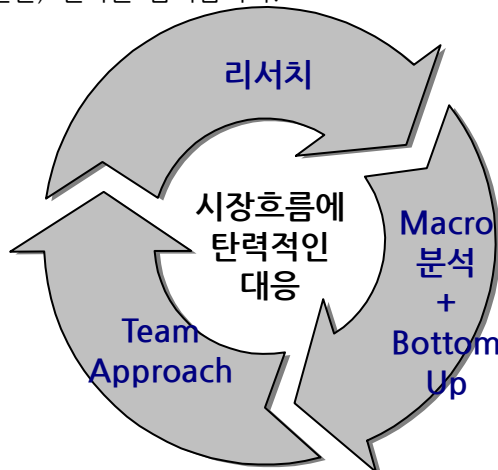 리서치
시장흐름에
탄력적인
대응
Macro
분석
+
Bottom
Up
Team
Approach